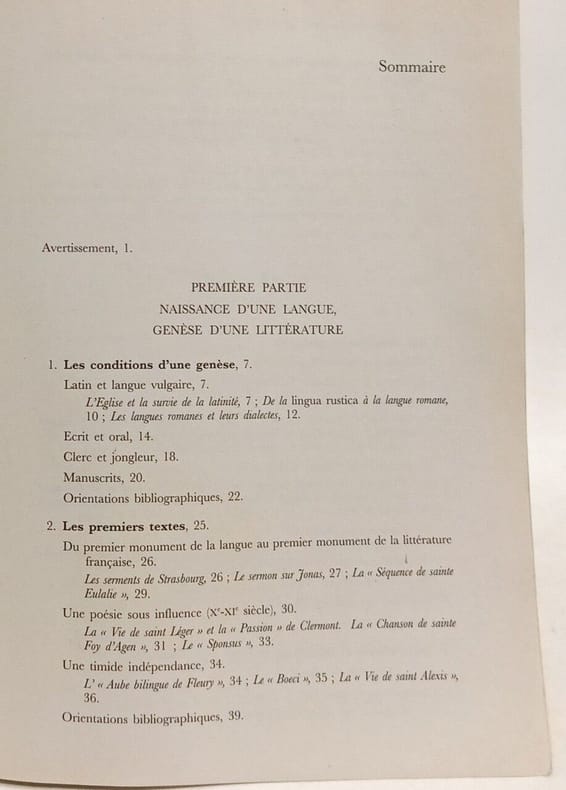 Sommaire
Avertissement, 1.
PREMIÈRE PARTIE
NAISSANCE D'UNE LANGUE,
GENÈSE D'UNE LITTÉRATURE
1. Les conditions d'une genèse, 7.
Latin et langue vulgaire, 7.
L'Eglise et la survie de la latinité, 7 ; De la lingua rustica à la langue romane,
10 ; Les langues romanes et leurs dialectes, 12.
Ecrit et oral, 14.
Clerc et jongleur, 18.
Manuscrits, 20.
Orientations bibliographiques, 22.
2. Les premiers textes, 25.
Du premier monument de la langue au premier monument de la littérature
française, 26.
Les serments de Strasbourg, 26 ; Le sermon sur Jonas, 27 ; La « Séquence de sainte
Eulalie », 29.
Une poésie sous influence (Xe-XIe siècle), 30.
La « Vie de saint Léger » et la « Passion » de Clermont. La « Chanson de sainte
Foy d'Agen », 31 ; Le « Sponsus », 33.
Une timide indépendance, 34.
L' « Aube bilingue de Fleury », 34 ; Le « Boeci », 35 ; La « Vie de saint Alexis »,
36.
Orientations bibliographiques, 39.